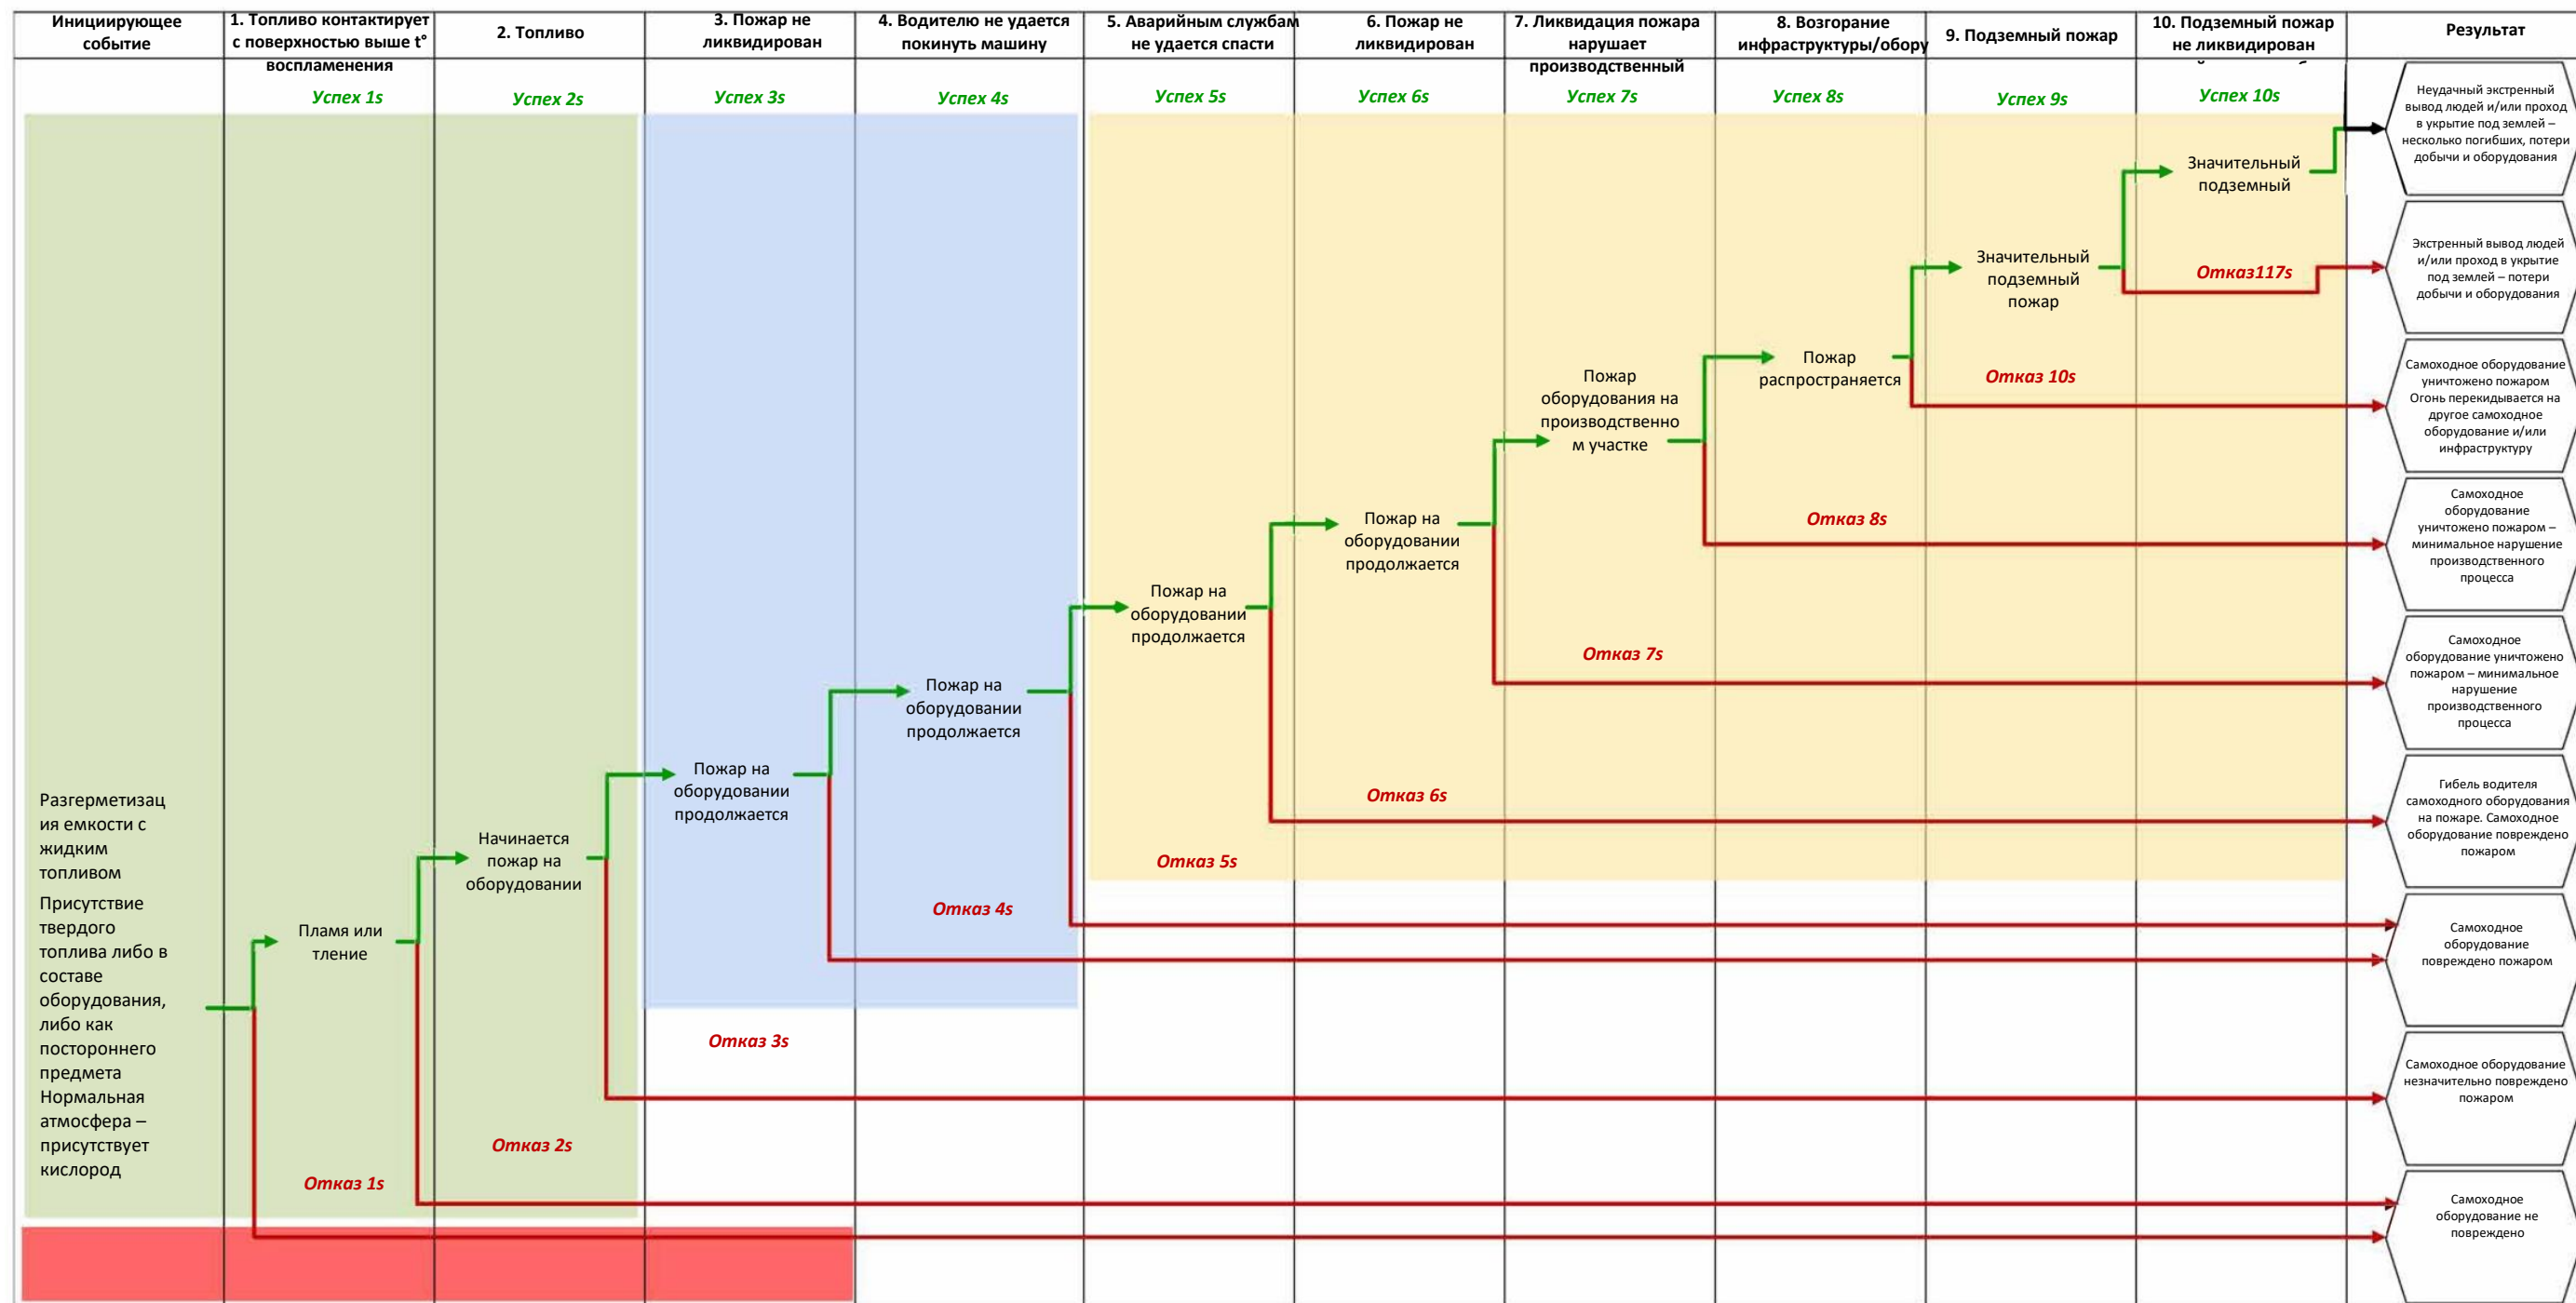 Инициирующее
событие
1. Топливо контактирует
с поверхностью выше t°
воспламенения
2. Топливо
3. Пожар не
ликвидирован
4. Водителю не удается
покинуть машину
5. Аварийным службам
не удается спасти
6. Пожар не
ликвидирован
7. Ликвидация пожара
нарушает
производственный
8. Возгорание
инфраструктуры/обору
9. Подземный пожар
10. Подземный пожар
не ликвидирован
Результат
Успех 1s
Успех 2s
Успех 3s
Успех 4s
Успех 5s
Успех 6s
Успех 7s
Успех 8s
Успех 9s
Успех 10s
Неудачный экстренный
вывод людей и/или проход
в укрытие под землей –
несколько погибших, потери
добычи и оборудования
Значительный
подземный
Экстренный вывод людей
и/или проход в укрытие
под землей – потери
добычи и оборудования
Значительный
подземный
пожар
Отказ117s
Пожар
распространяется
Отказ 10s
Самоходное оборудование
уничтожено пожаром
Огонь перекидывается на
другое самоходное
оборудование и/или
инфраструктуру
Пожар
оборудования на
производственно
м участке
Отказ 8s
Самоходное
оборудование
уничтожено пожаром –
минимальное нарушение
производственного
процесса
Пожар на
оборудовании
продолжается
Отказ 7s
Самоходное
оборудование уничтожено
пожаром – минимальное
нарушение
производственного
процесса
Пожар на
оборудовании
продолжается
Отказ 6s
Гибель водителя
самоходного оборудования
на пожаре. Самоходное
оборудование повреждено
пожаром
Отказ 5s
Пожар на
оборудовании
продолжается
Отказ 4s
Самоходное
оборудование
повреждено пожаром
Пожар на
оборудовании
продолжается
Отказ 3s
Самоходное оборудование
незначительно повреждено
пожаром
Начинается
пожар на
оборудовании
Отказ 2s
Пламя или
тление
Отказ 1s
Самоходное
оборудование не
повреждено
Разгерметизац
ия емкости с
жидким
топливом
Присутствие
твердого
топлива либо в
составе
оборудования,
либо как
постороннего
предмета
Нормальная
атмосфера –
присутствует
кислород